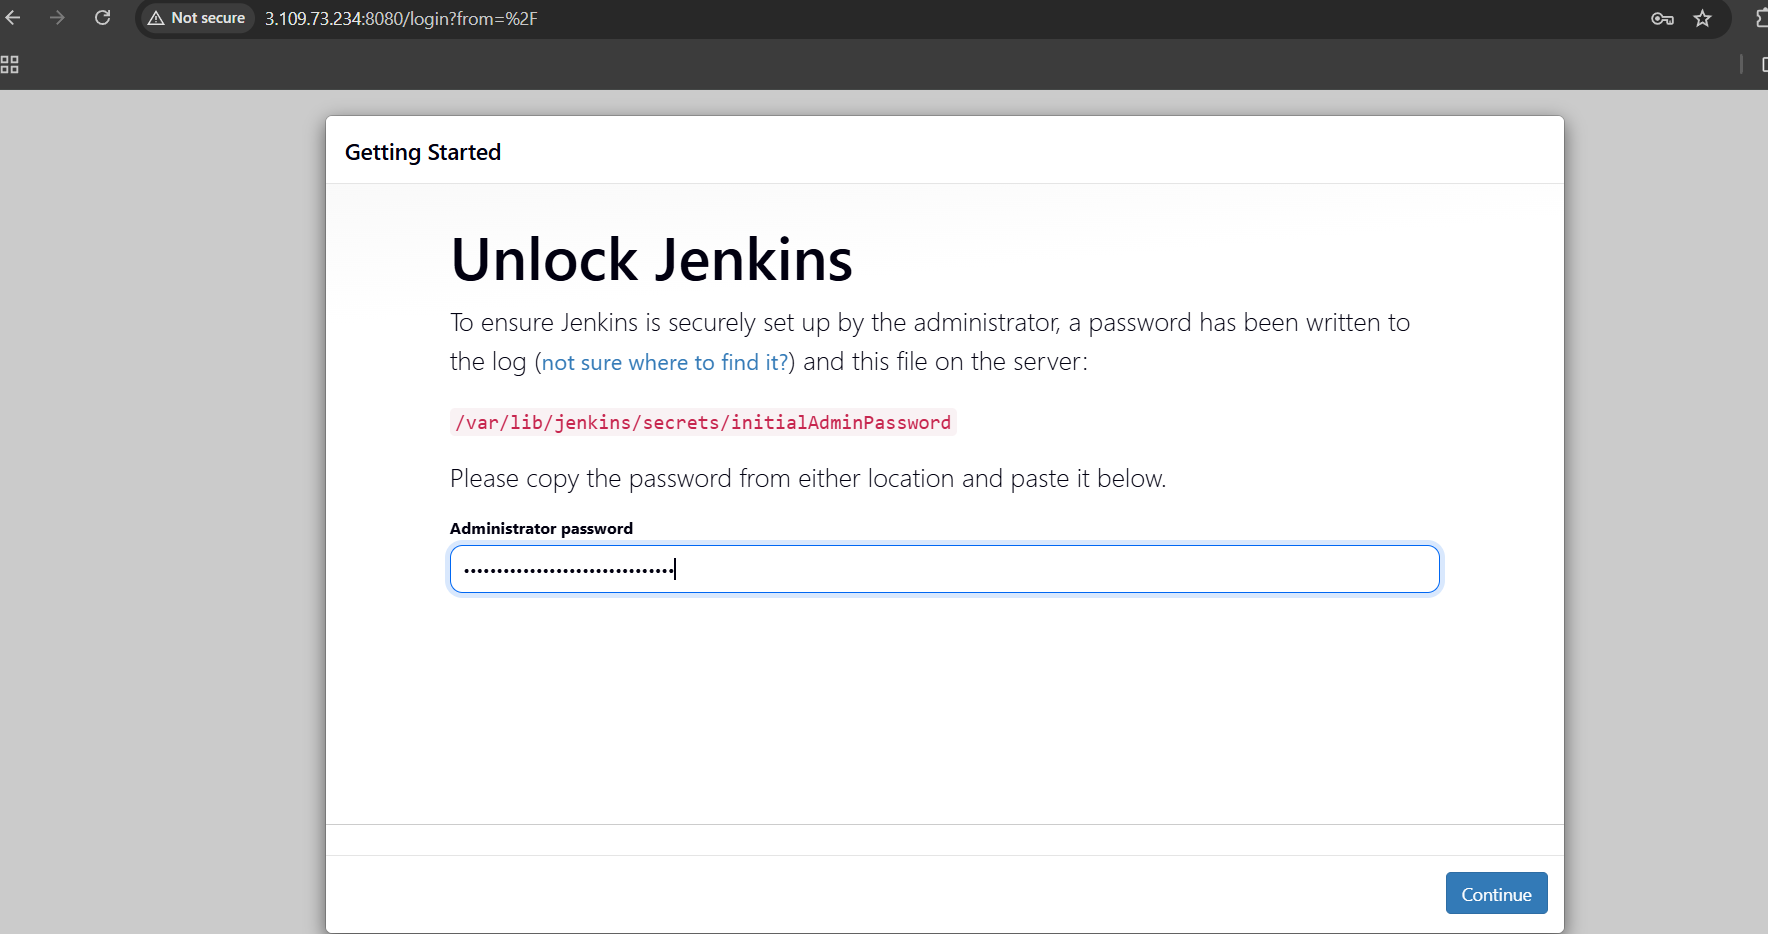 Not secure 3.109.73.234:8080/login?from=%2F
Getting Started
Unlock Jenkins
To ensure Jenkins is securely set up by the administrator, a password has been written to
the log (not sure where to find it?) and this file on the server:
/var/lib/jenkins/secrets/initialAdminPassword
Please copy the password from either location and paste it below.
Administrator password
Continue